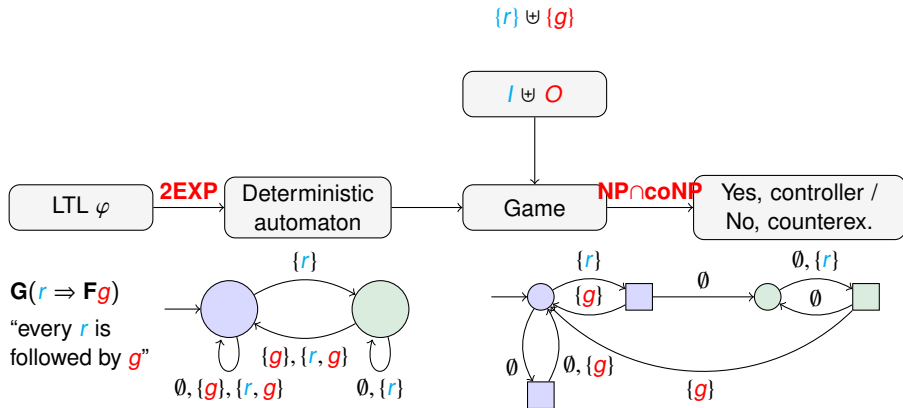 {r} ⊎ {g}
I ⊎ O
2EXP
NP∩coNP
LTL φ
Deterministic
automaton
Game
Yes, controller /
No, counterex.
G(r ⇒ Fg)
“every r is
followed by g”
{r}
{g}, {r, g}
∅, {g}, {r, g}
∅, {r}
{r}
{g}
∅
∅, {r}
∅
∅
∅, {g}
{g}